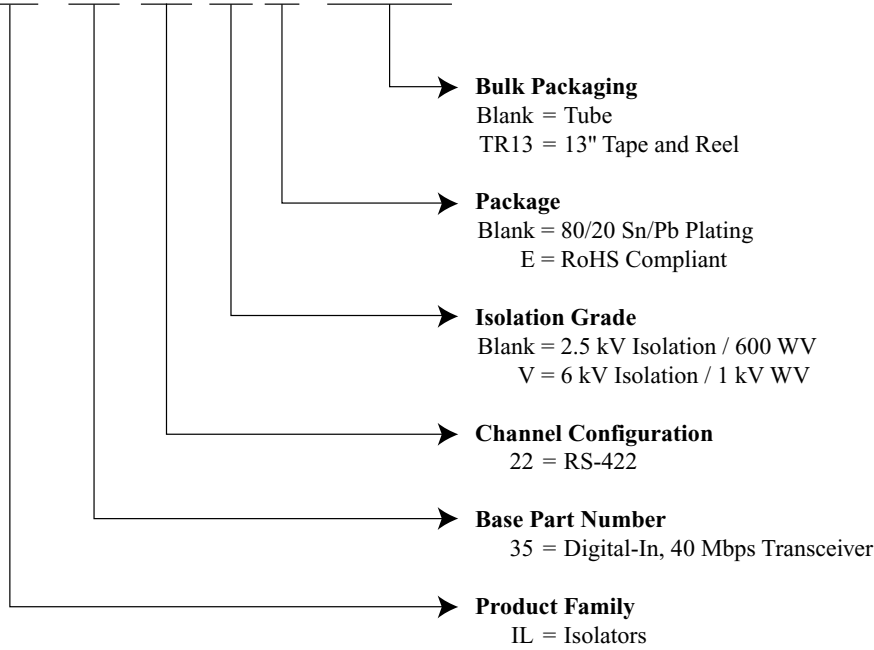 Bulk Packaging
Blank = Tube
TR13 = 13" Tape and Reel
Package
Blank = 80/20 Sn/Pb Plating
E = RoHS Compliant
Isolation Grade
Blank = 2.5 kV Isolation / 600 WV
V = 6 kV Isolation / 1 kV WV
Channel Configuration
22 = RS-422
Base Part Number
35 = Digital-In, 40 Mbps Transceiver
Product Family
IL = Isolators